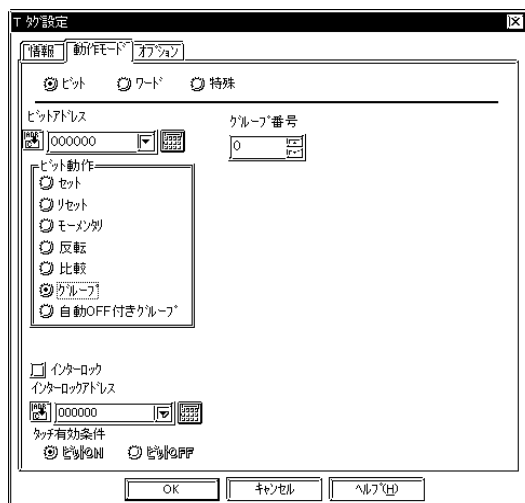 T ﾀｸﾞ設定
情報 動作ﾓｰﾄﾞ ｵﾌﾟｼｮﾝ
ﾋﾞｯﾄ ﾜｰﾄﾞ 特殊
ﾋﾞｯﾄｱﾄﾞﾚｽ
000000
ｸﾞﾙｰﾌﾟ番号
0
ﾋﾞｯﾄ動作
ｾｯﾄ
ﾘｾｯﾄ
ﾓｰﾒﾝﾀﾘ
反転
比較
ｸﾞﾙｰﾌﾟ
自動OFF付きｸﾞﾙｰﾌﾟ
ｲﾝﾀｰﾛｯｸ
ｲﾝﾀｰﾛｯｸｱﾄﾞﾚｽ
000000
ﾀｯﾁ有効条件
ﾋﾞｯﾄON ﾋﾞｯﾄOFF
OK ｷｬﾝｾﾙ ﾍﾙﾌﾟ(H)